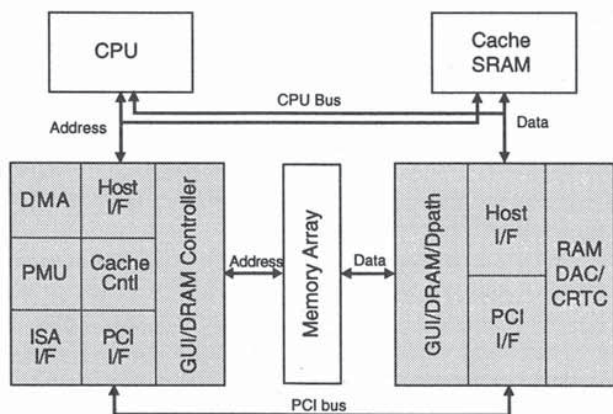 CPU
Cache
SRAM
CPU Bus
Address
Data
DMA
Host
I/F
GUI/DRAM Controller
PMU
Cache
Cntl
ISA
I/F
PCI
I/F
Address
Memory Array
Data
GUI/DRAM/Dpath
Host
I/F
PCI
I/F
RAM
DAC/
CRTC
PCI bus